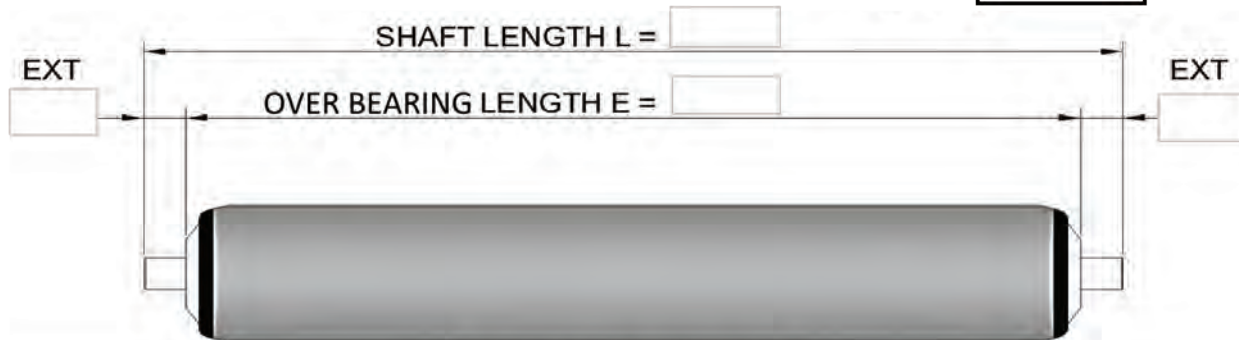 SHAFT LENGTH L =
EXT
EXT
OVER BEARING LENGTH E =